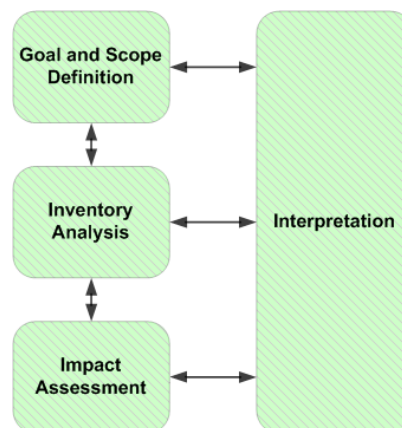 Goal and Scope
Definition
Inventory
Analysis
Interpretation
Impact
Assessment